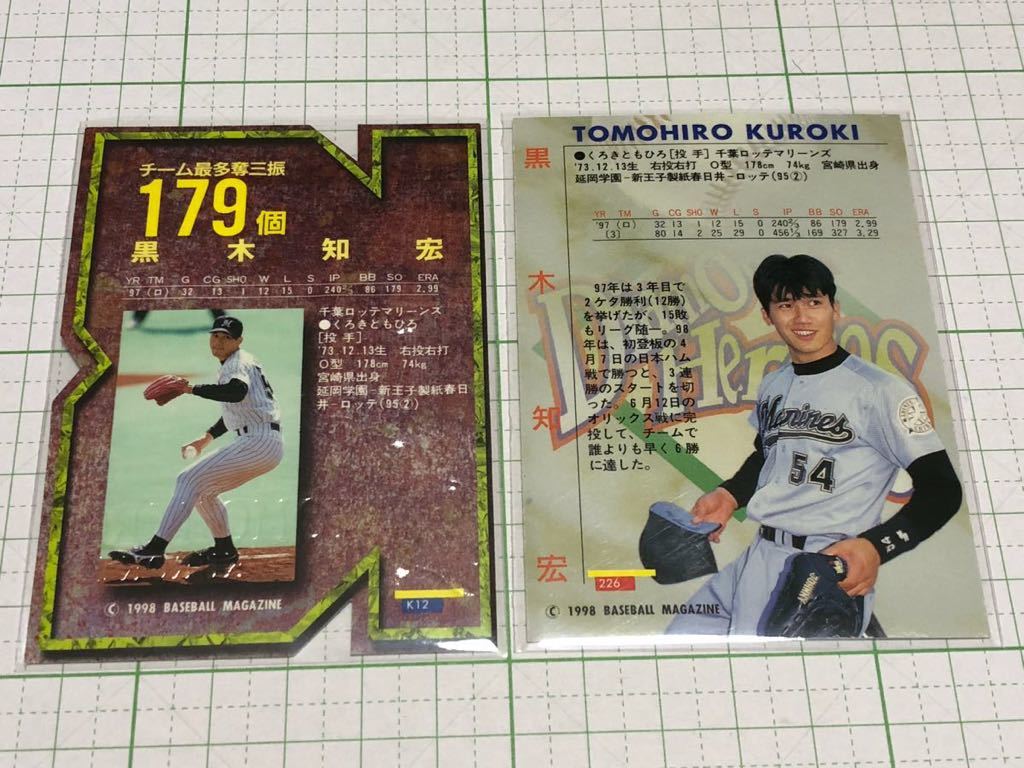 チーム最多奪三振
179個
黒木知宏
YR TM G CG SHO W L S IP BB SO ERA
'97 (ロ) 32 13 1 12 15 0 240⅔ 86 179 2.99
千葉ロッテマリーンズ
●くろきともひろ
[投手]
'73.12.13生 右投右打
O型 178cm 74kg
宮崎県出身
延岡学園-新王子製紙春日
井-ロッテ(95②)
K12
© 1998 BASEBALL MAGAZINE
TOMOHIRO KUROKI
黒木知宏
●くろきともひろ[投手]千葉ロッテマリーンズ
'73.12.13生 右投右打 O型 178cm 74kg 宮崎県出身
延岡学園-新王子製紙春日井-ロッテ(95②)
YR TM G CG SHO W L S IP BB SO ERA
'97 (ロ) 32 13 1 12 15 0 240⅔ 86 179 2.99
(3) 80 14 2 25 29 0 456⅓ 169 327 3.29
97年は3年目で
2ケタ勝利(12勝)
を挙げたが、15敗
もリーグ随一。98
年は、初登板の4
月7日の日本ハム
戦で勝つと、3連
勝のスタートを切
った。6月12日の
オリックス戦に完
投して、チームで
誰よりも早く6勝
に達した。
Marines
54
226
© 1998 BASEBALL MAGAZINE